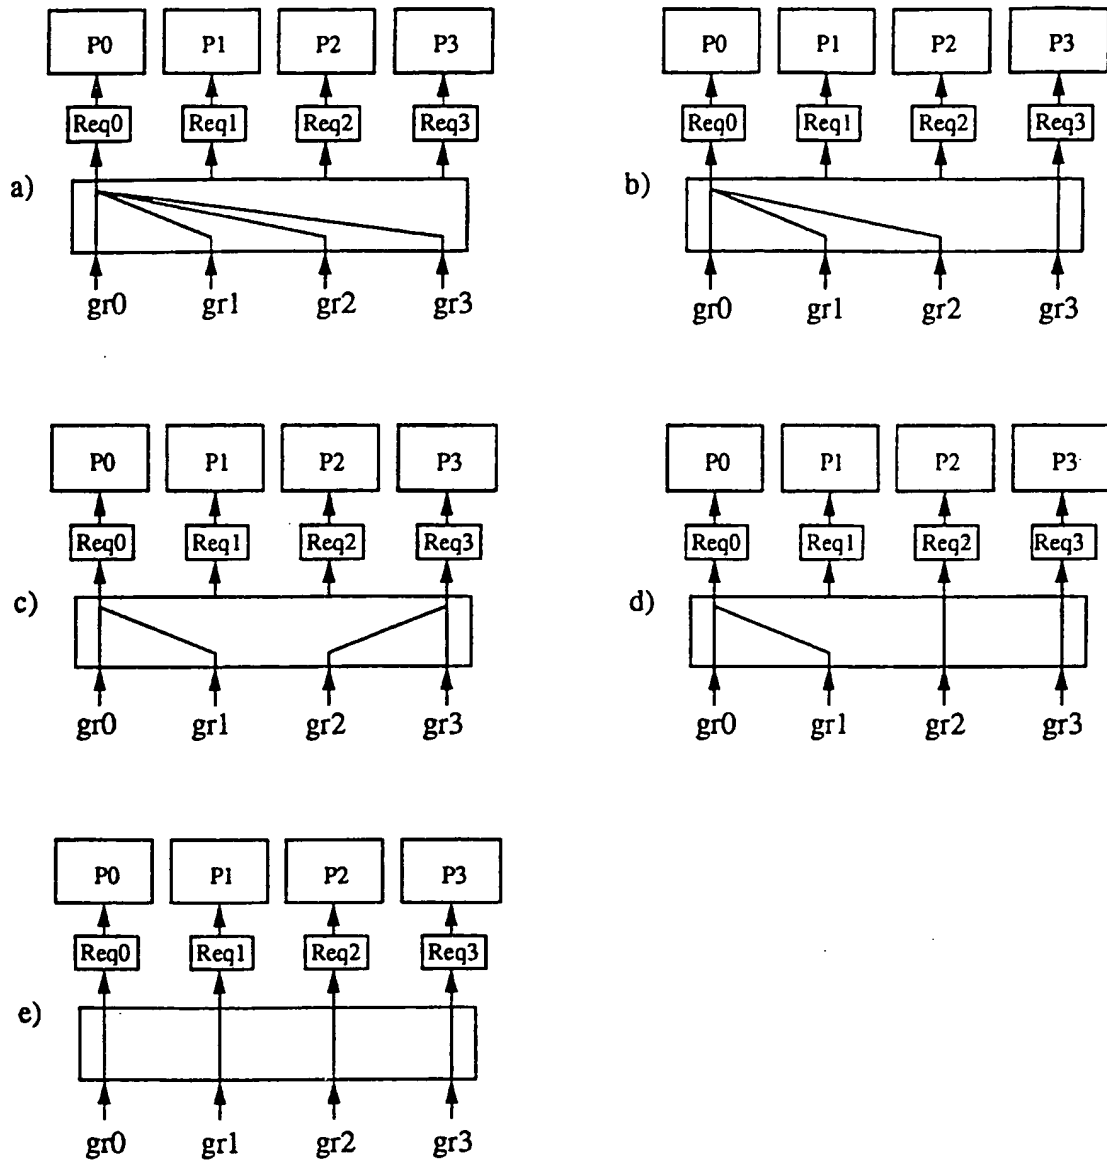 P0 P1 P2 P3
Req0 Req1 Req2 Req3
a)
gr0 gr1 gr2 gr3
P0 P1 P2 P3
Req0 Req1 Req2 Req3
b)
gr0 gr1 gr2 gr3
P0 P1 P2 P3
Req0 Req1 Req2 Req3
c)
gr0 gr1 gr2 gr3
P0 P1 P2 P3
Req0 Req1 Req2 Req3
d)
gr0 gr1 gr2 gr3
P0 P1 P2 P3
Req0 Req1 Req2 Req3
e)
gr0 gr1 gr2 gr3